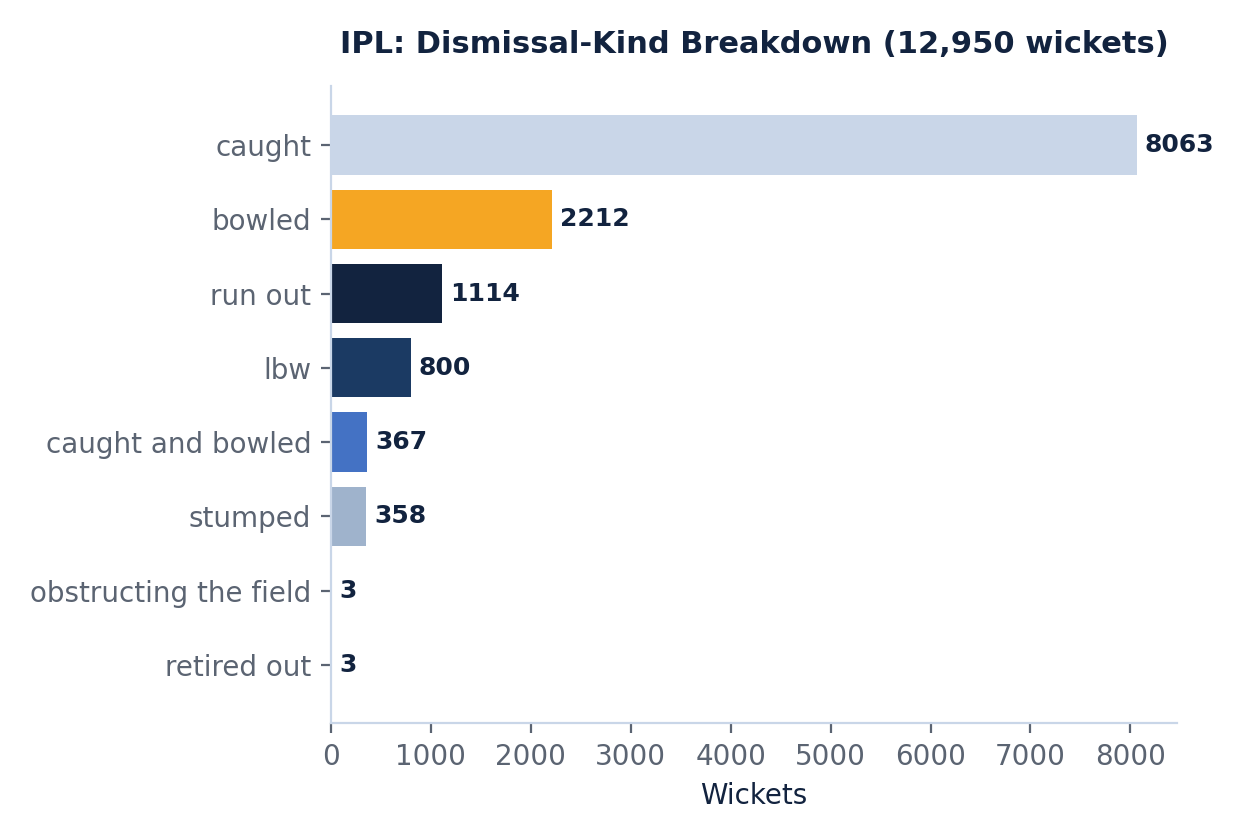 IPL: Dismissal-Kind Breakdown (12,950 wickets)
caught 8063
bowled 2212
run out 1114
lbw 800
caught and bowled 367
stumped 358
obstructing the field 3
retired out 3
0 1000 2000 3000 4000 5000 6000 7000 8000
Wickets